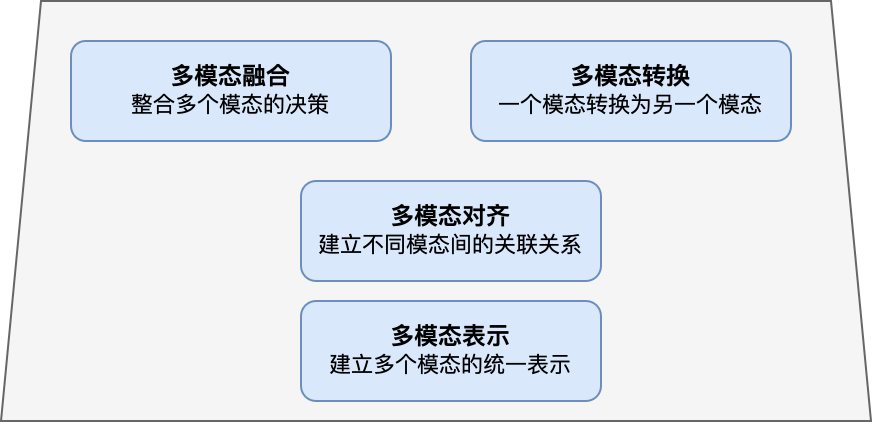 多模态融合
整合多个模态的决策
多模态转换
一个模态转换为另一个模态
多模态对齐
建立不同模态间的关联关系
多模态表示
建立多个模态的统一表示